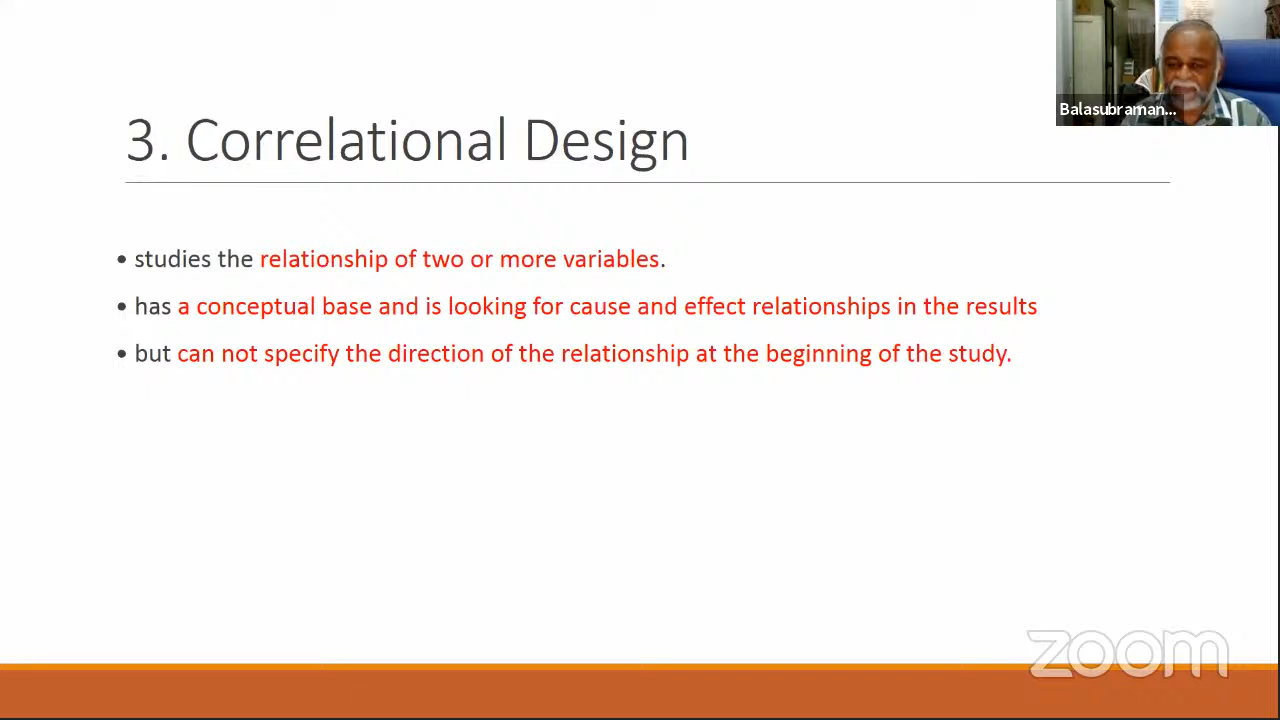 Balasubraman...
3. Correlational Design
• studies the relationship of two or more variables.
• has a conceptual base and is looking for cause and effect relationships in the results
• but can not specify the direction of the relationship at the beginning of the study.
zoom